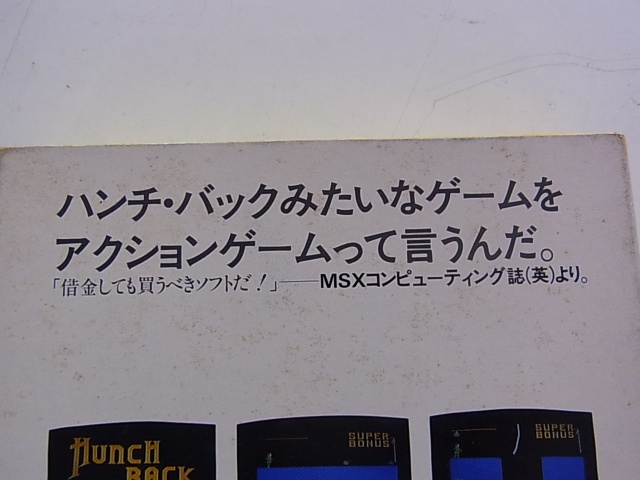 ハンチ・バックみたいなゲームを
アクションゲームって言うんだ。
「借金しても買うべきソフトだ!」──MSXコンピューティング誌(英)より。
HUNCH
BACK
SUPER
BONUS
SUPER
BONUS